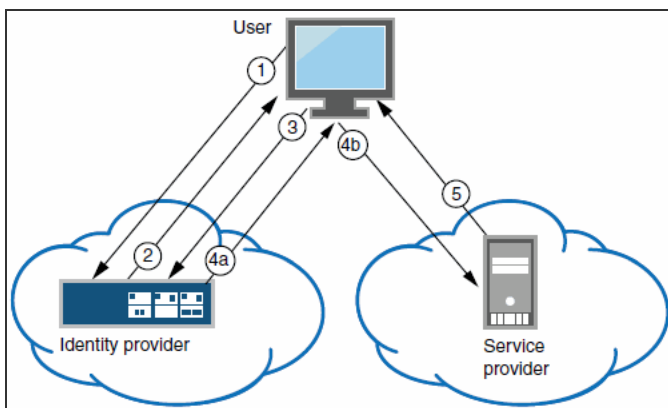 User
1
3
4b
5
2
4a
Identity provider
Service
provider